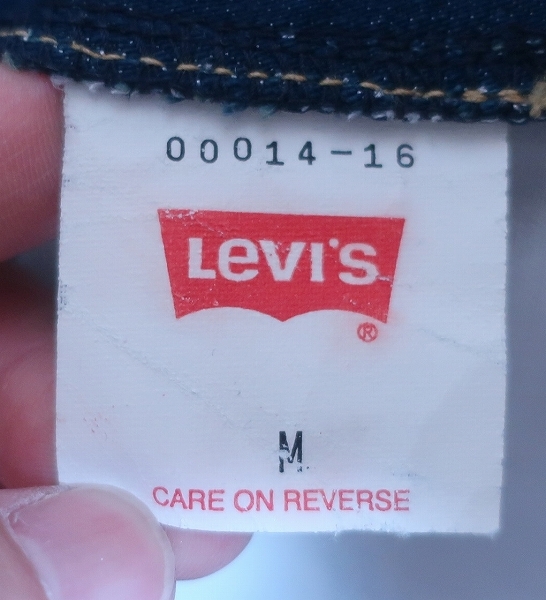 00014-16
LEVI'S
®
M
CARE ON REVERSE